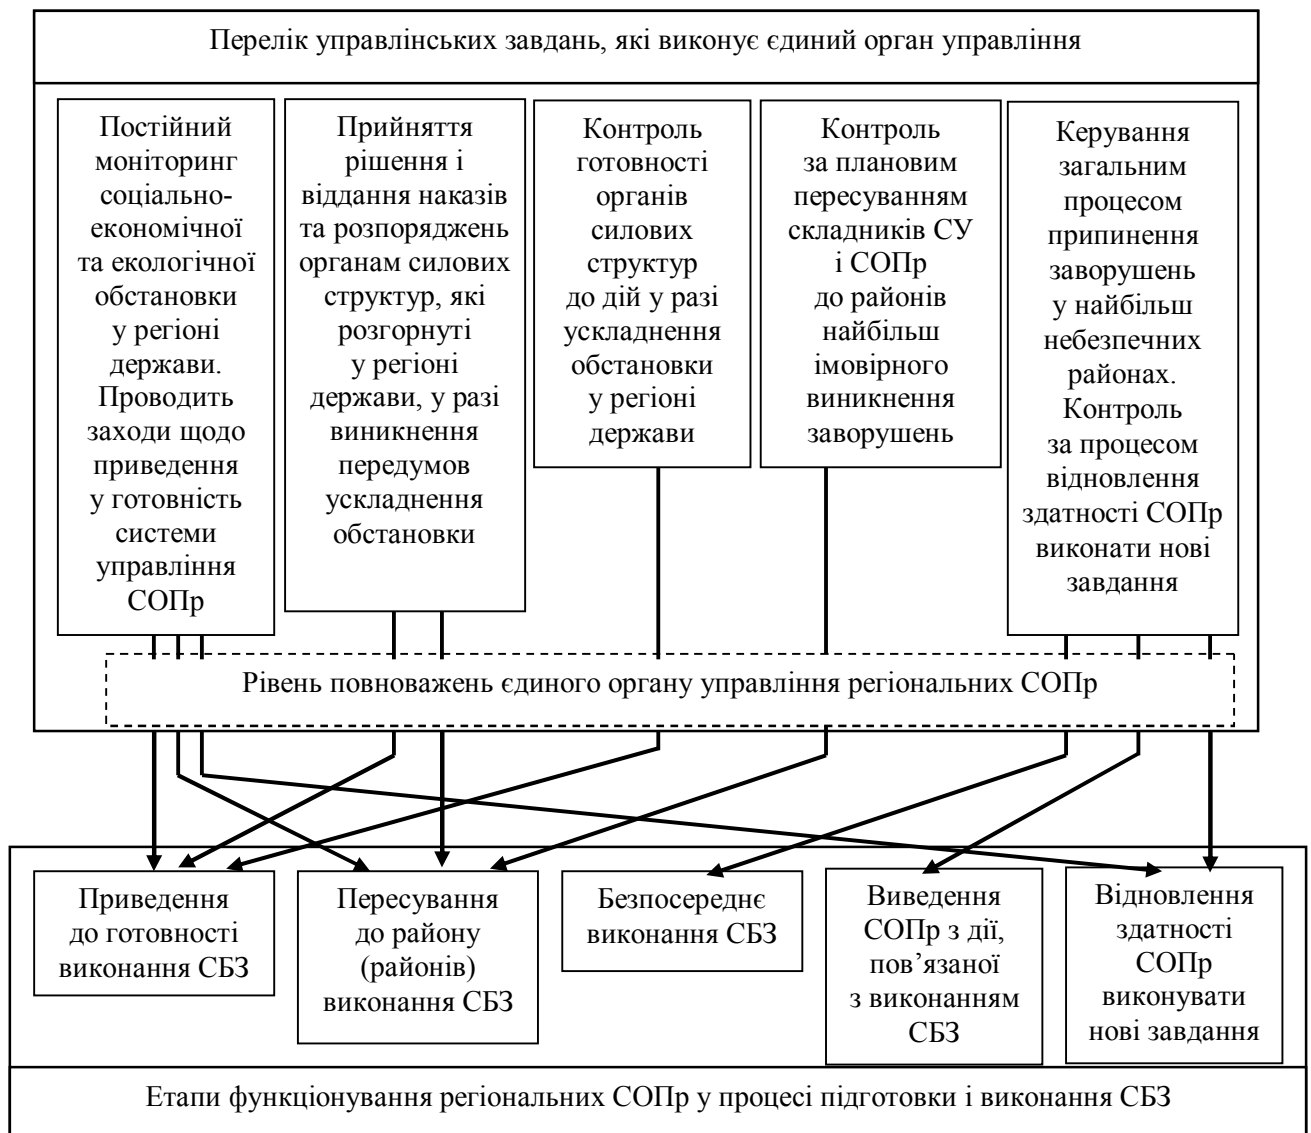 Перелік управлінських завдань, які виконує єдиний орган управління
Постійний
моніторинг
соціально-
економічної
та екологічної
обстановки
у регіоні
держави.
Проводить
заходи щодо
приведення
у готовність
системи
управління
СОПр
Прийняття
рішення і
віддання наказів
та розпоряджень
органам силових
структур, які
розгорнуті
у регіоні
держави, у разі
виникнення
передумов
ускладнення
обстановки
Контроль
готовності
органів
силових
структур
до дій у разі
ускладнення
обстановки
у регіоні
держави
Контроль
за плановим
пересуванням
складників СУ
і СОПр
до районів
найбільш
імовірного
виникнення
заворушень
Керування
загальним
процесом
припинення
заворушень
у найбільш
небезпечних
районах.
Контроль
за процесом
відновлення
здатності СОПр
виконати нові
завдання
Рівень повноважень єдиного органу управління регіональних СОПр
Приведення
до готовності
виконання СБЗ
Пересування
до району
(районів)
виконання СБЗ
Безпосереднє
виконання СБЗ
Виведення
СОПр з дії,
пов’язаної
з виконанням
СБЗ
Відновлення
здатності
СОПр
виконувати
нові завдання
Етапи функціонування регіональних СОПр у процесі підготовки і виконання СБЗ